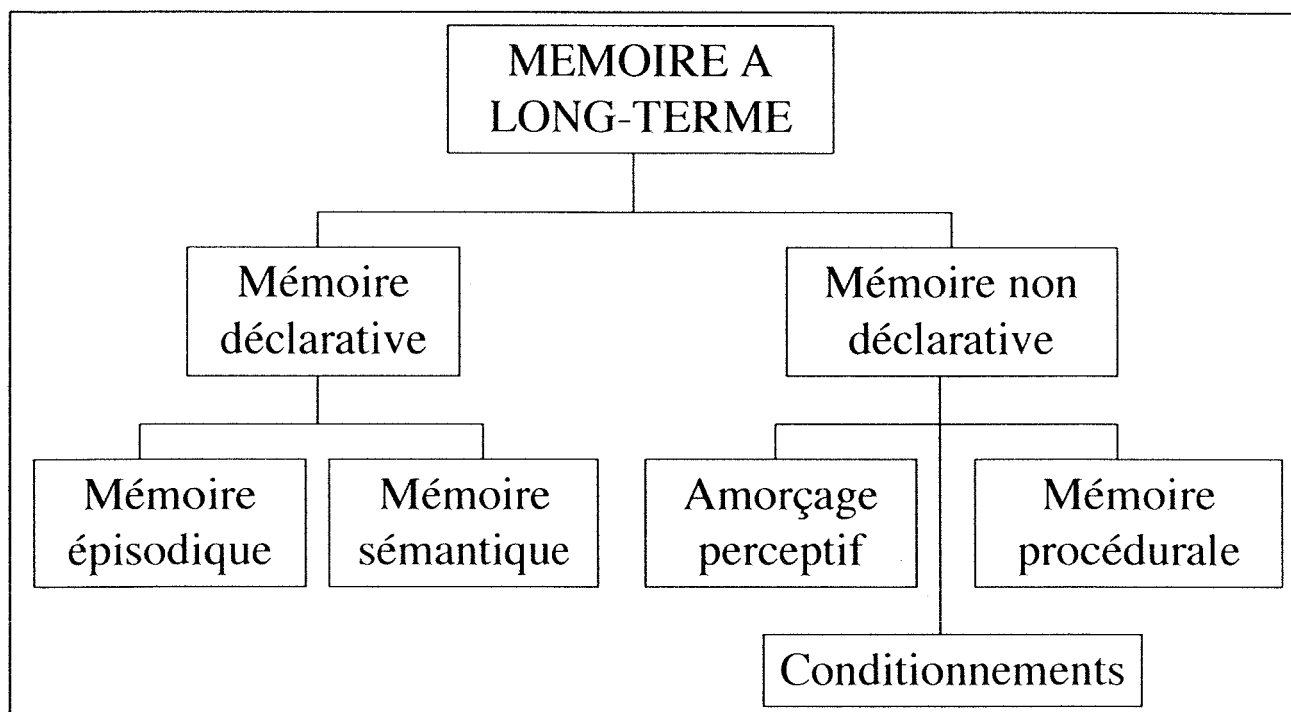 MEMOIRE A
LONG-TERME
Mémoire
déclarative
Mémoire non
déclarative
Mémoire
épisodique
Mémoire
sémantique
Amorçage
perceptif
Mémoire
procédurale
Conditionnements